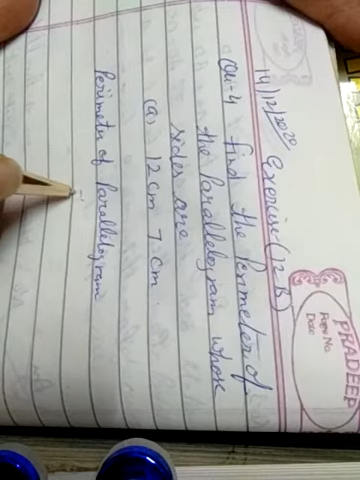 PRADEEP
Page No.
Date
14/12/2020 Exercise (12 B)
Qu-4 find the Perimeter of
the Parallelogram whose
sides are
(a) 12 cm 7 cm.
Perimeter of Parallelogram